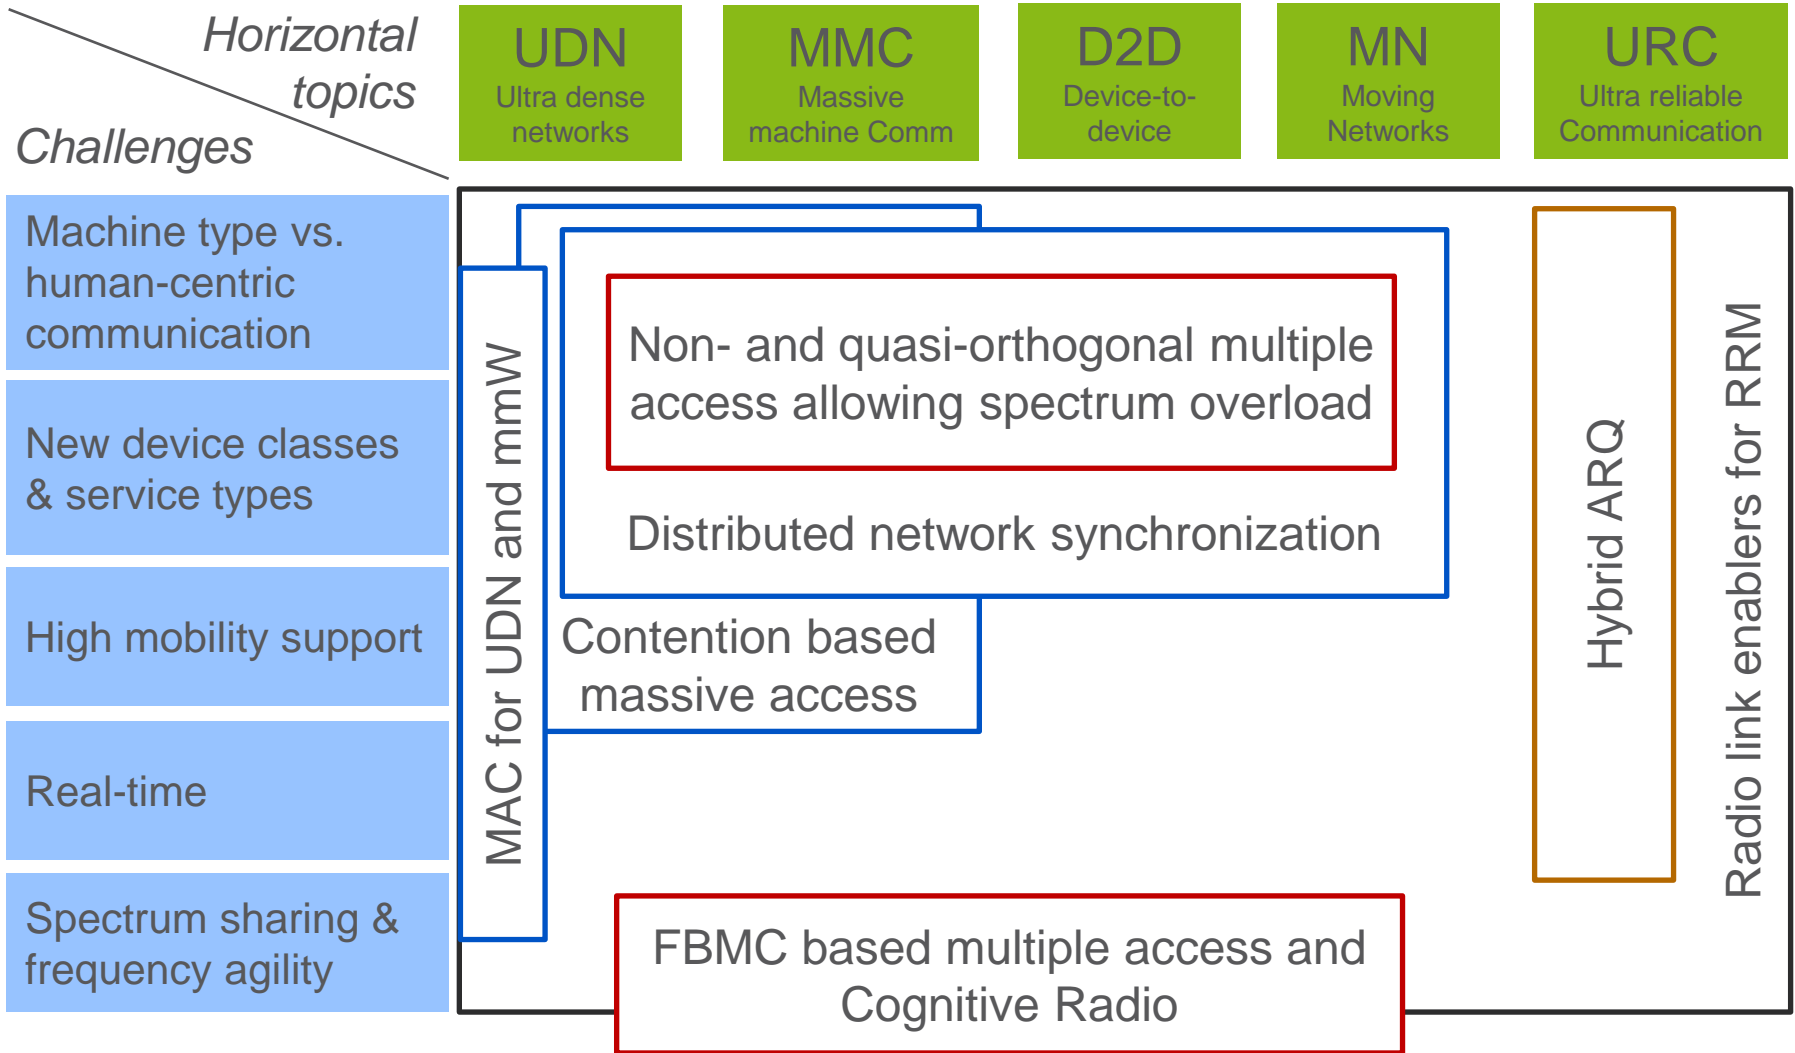 Horizontal
topics
Challenges
UDN
Ultra dense
networks
MMC
Massive
machine Comm
D2D
Device-to-
device
MN
Moving
Networks
URC
Ultra reliable
Communication
Machine type vs.
human-centric
communication
New device classes
& service types
High mobility support
Real-time
Spectrum sharing &
frequency agility
MAC for UDN and mmW
Non- and quasi-orthogonal multiple
access allowing spectrum overload
Distributed network synchronization
Contention based
massive access
FBMC based multiple access and
Cognitive Radio
Hybrid ARQ
Radio link enablers for RRM